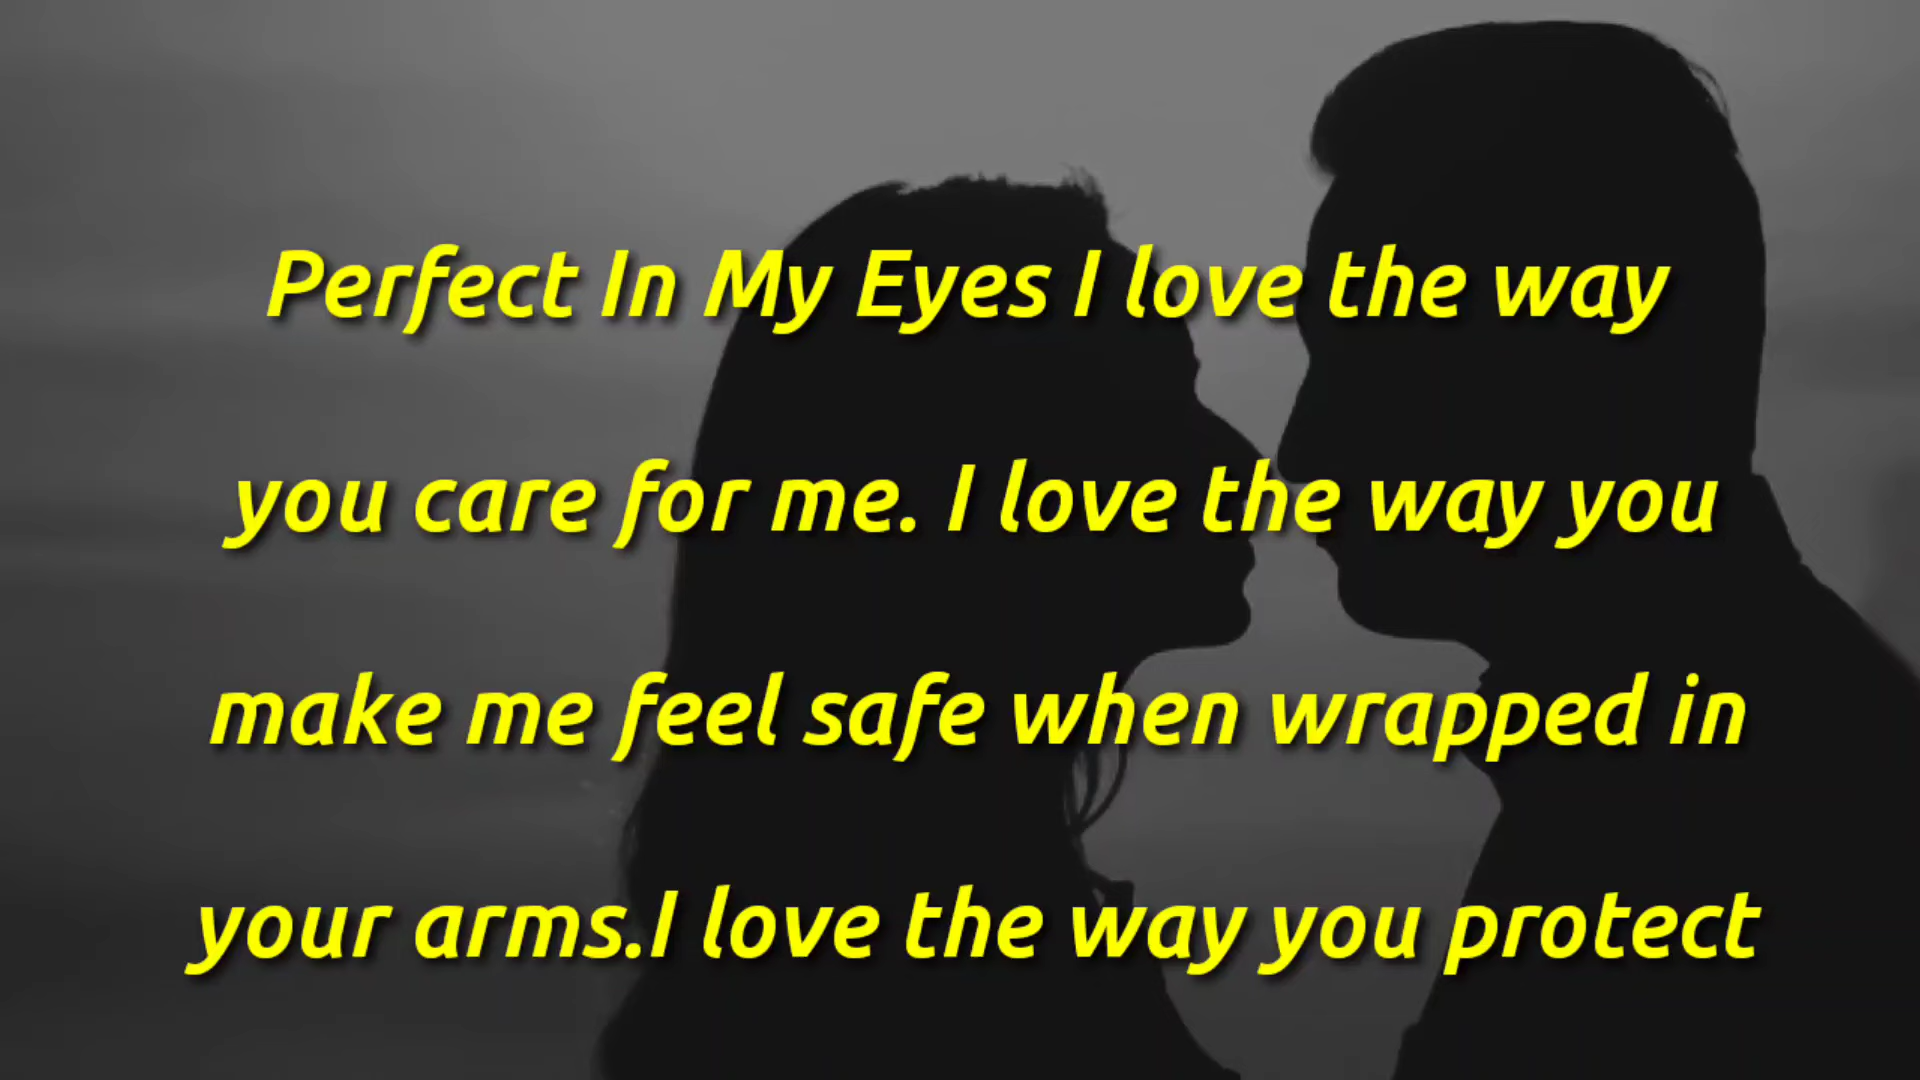 Perfect In My Eyes I love the way
you care for me. I love the way you
make me feel safe when wrapped in
your arms.I love the way you protect